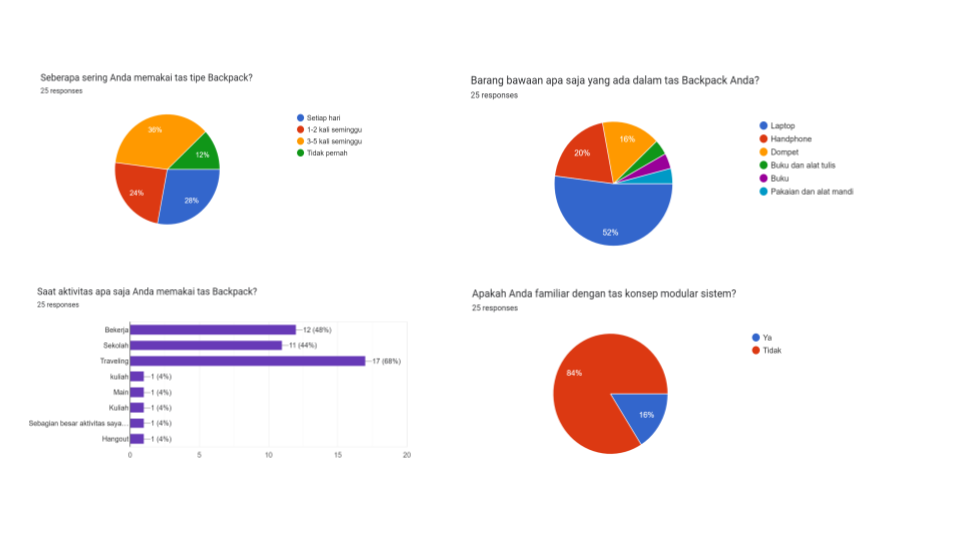 Seberapa sering Anda memakai tas tipe Backpack?
25 responses
Setiap hari
1-2 kali seminggu
3-5 kali seminggu
Tidak pernah
36%
12%
24%
28%
Barang bawaan apa saja yang ada dalam tas Backpack Anda?
25 responses
Laptop
Handphone
Dompet
Buku dan alat tulis
Buku
Pakaian dan alat mandi
16%
20%
52%
Saat aktivitas apa saja Anda memakai tas Backpack?
25 responses
Bekerja 12 (48%)
Sekolah 11 (44%)
Traveling 17 (68%)
kuliah 1 (4%)
Main 1 (4%)
Kuliah 1 (4%)
Sebagian besar aktivitas saya... 1 (4%)
Hangout 1 (4%)
0 5 10 15 20
Apakah Anda familiar dengan tas konsep modular sistem?
25 responses
Ya
Tidak
84%
16%